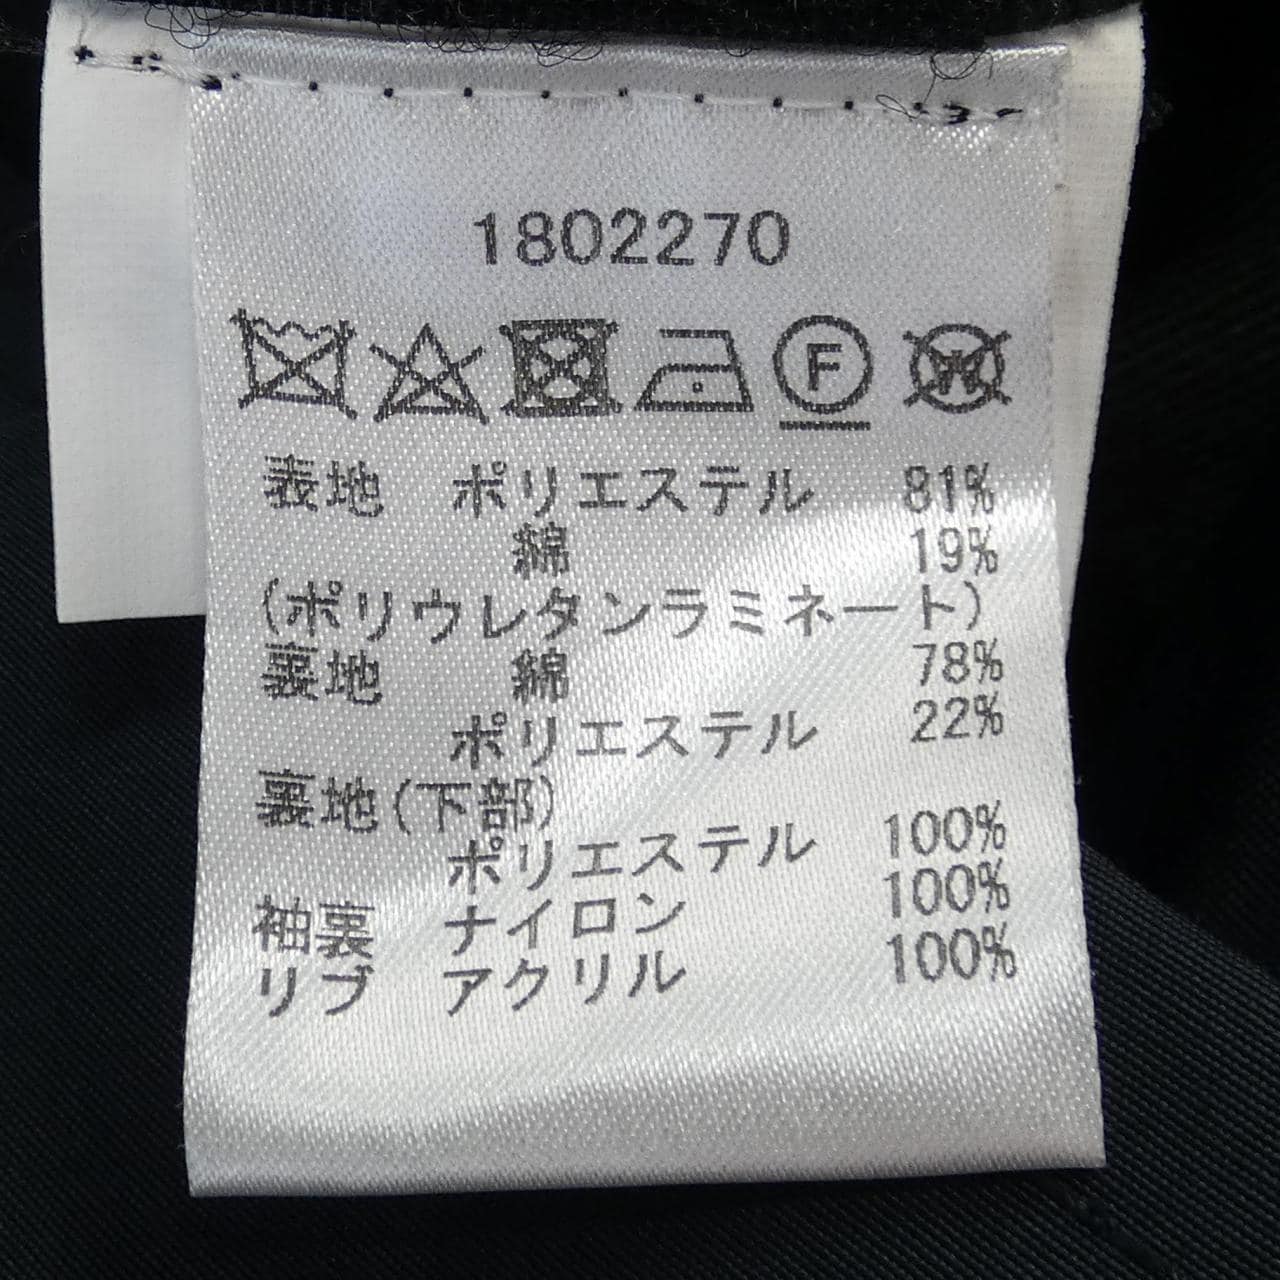 1802270
F W
表地 ポリエステル 81%
綿 19%
(ポリウレタンラミネート)
裏地 綿 78%
ポリエステル 22%
裏地(下部)
ポリエステル 100%
袖裏 ナイロン 100%
リブ アクリル 100%